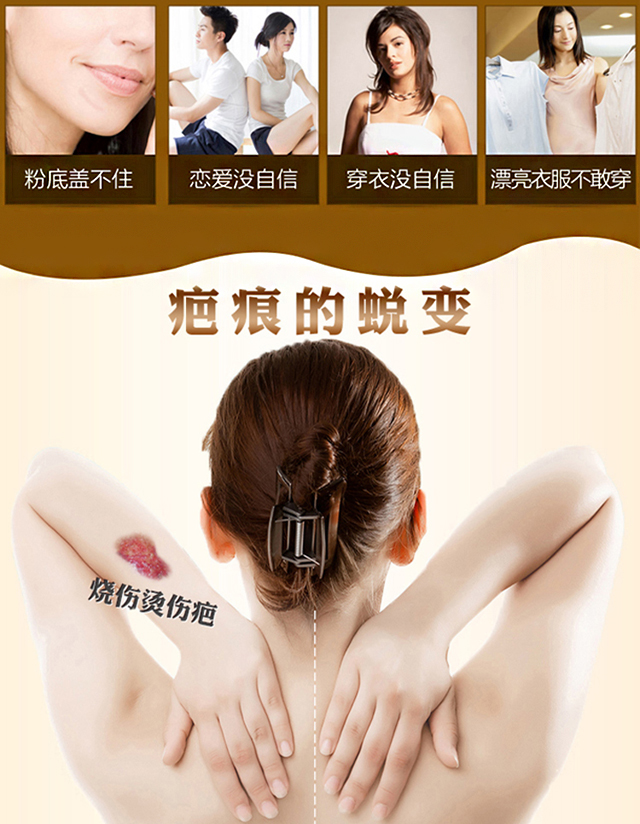 粉底盖不住
恋爱没自信
穿衣没自信
漂亮衣服不敢穿
疤痕的蜕变
烧伤烫伤疤